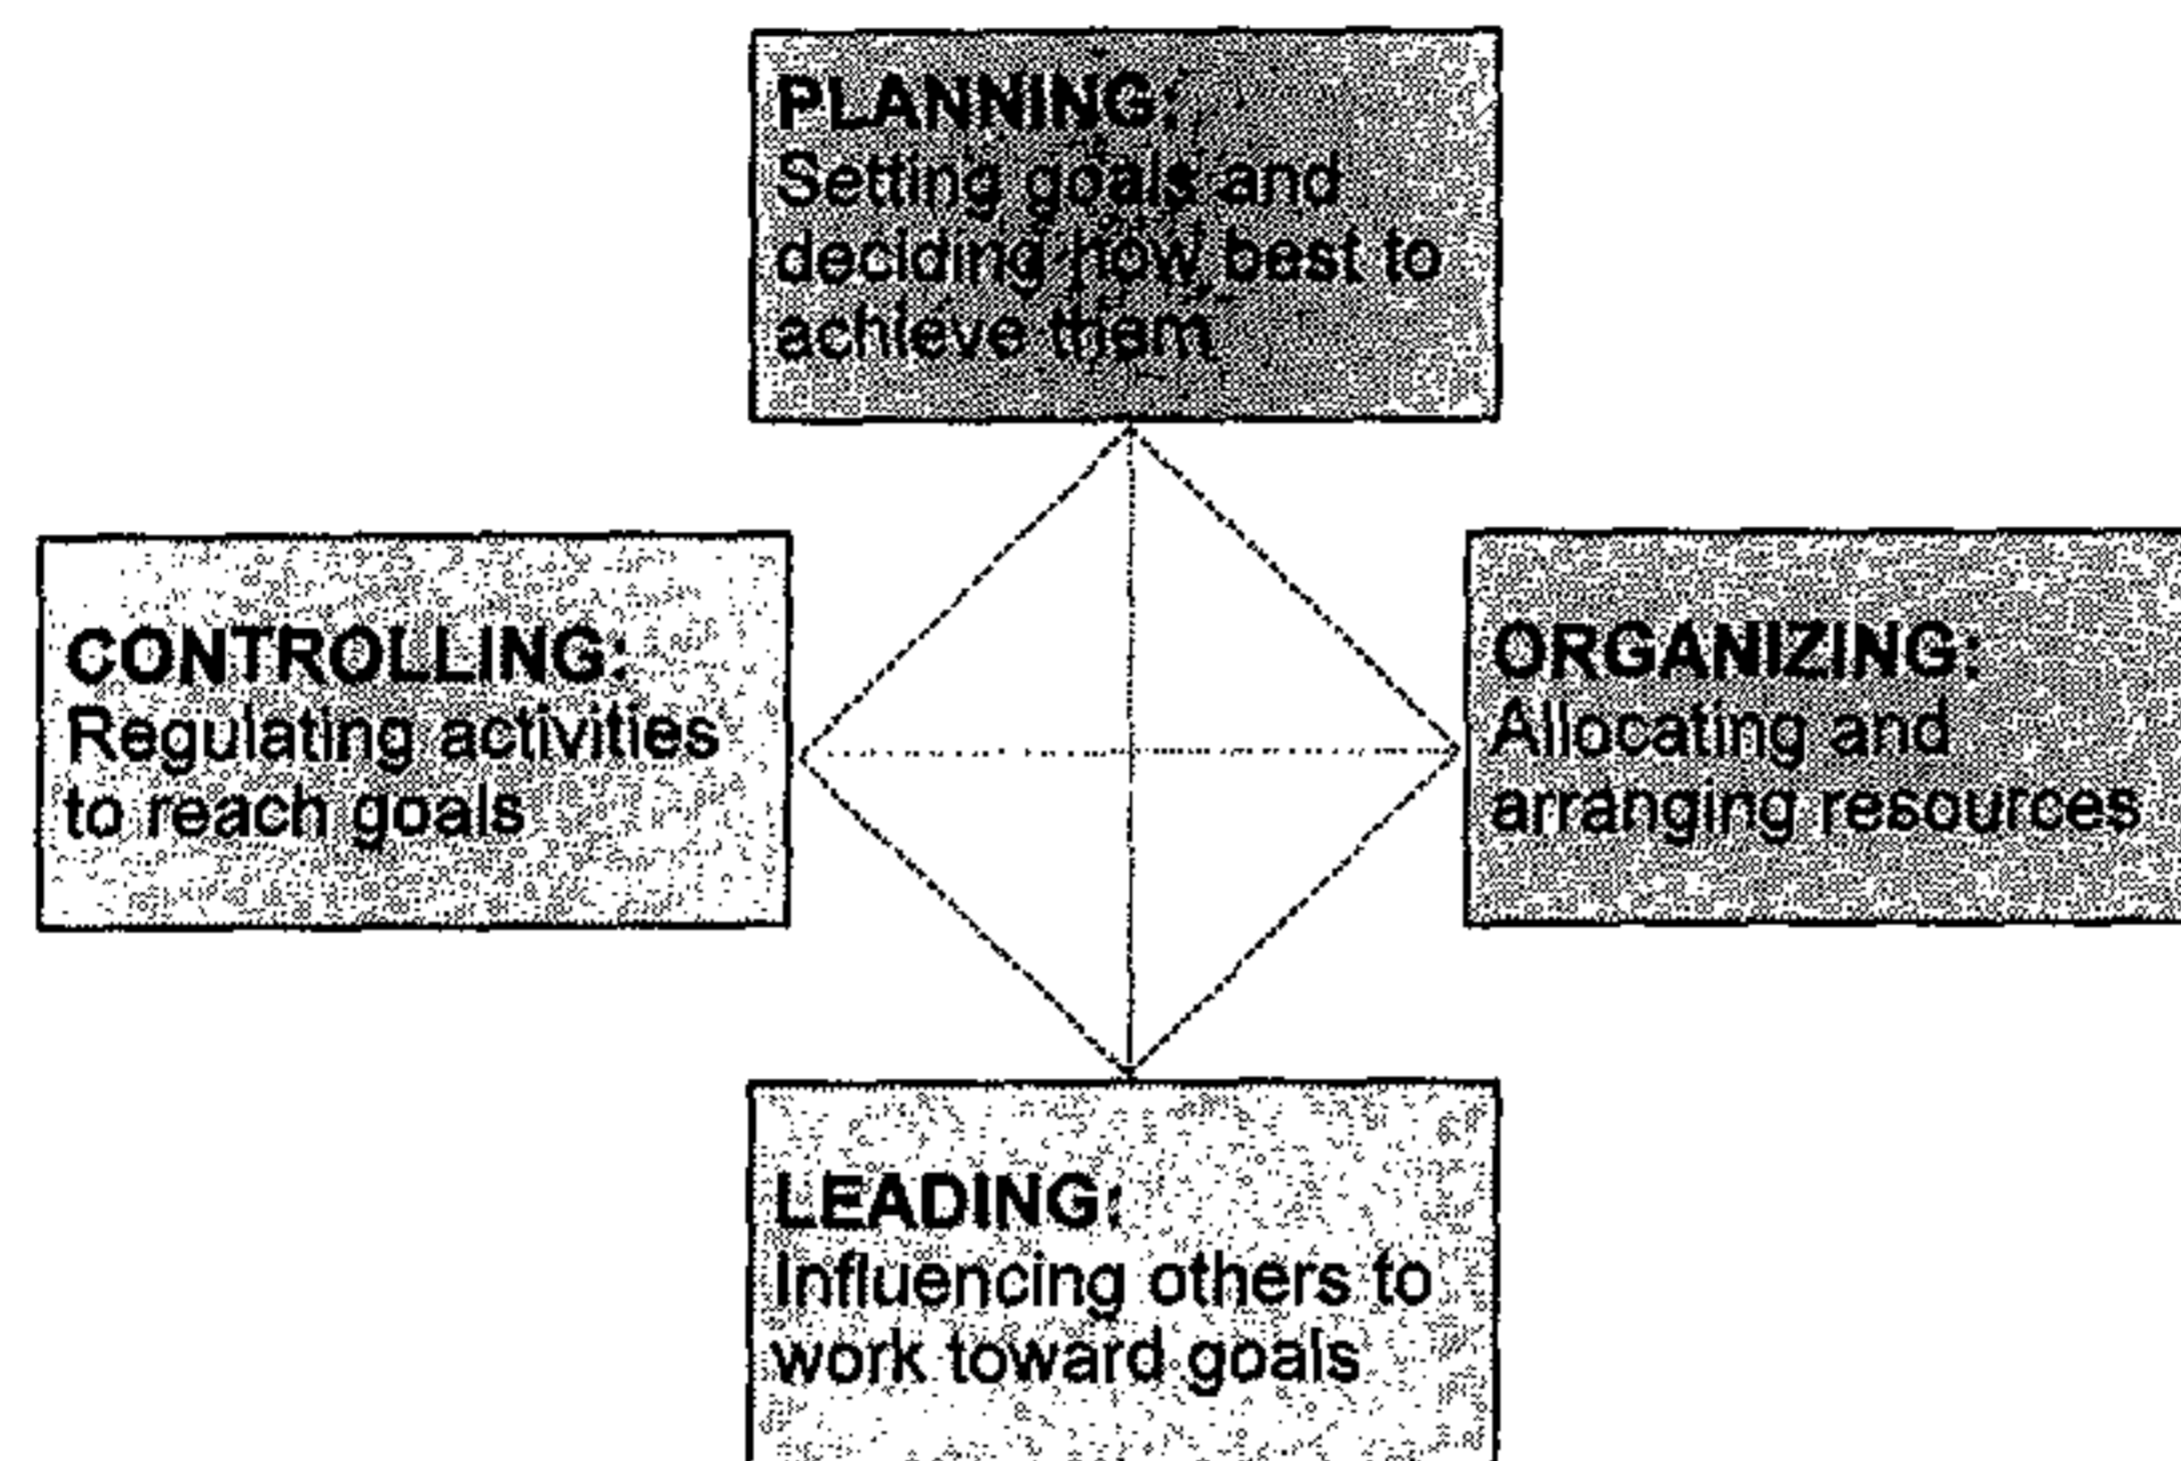 PLANNING:
Setting goals and
deciding how best to
achieve them
CONTROLLING:
Regulating activities
to reach goals
ORGANIZING:
Allocating and
arranging resources
LEADING:
Influencing others to
work toward goals